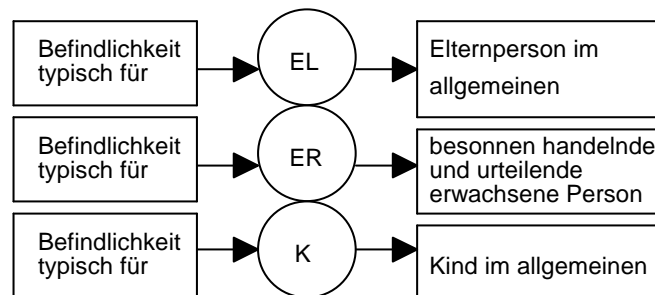 Befindlichkeit
typisch für
EL
Elternperson im
allgemeinen
Befindlichkeit
typisch für
ER
besonnen handelnde
und urteilende
erwachsene Person
Befindlichkeit
typisch für
K
Kind im allgemeinen